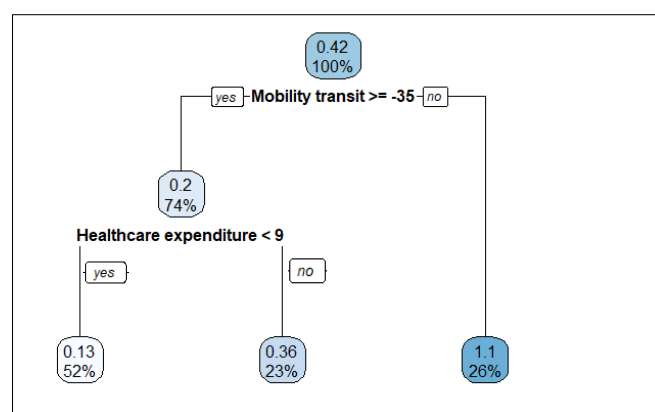 0.42
100%
yes Mobility transit >= -35 no
0.2
74%
Healthcare expenditure < 9
yes no
0.13 0.36 1.1
52% 23% 26%